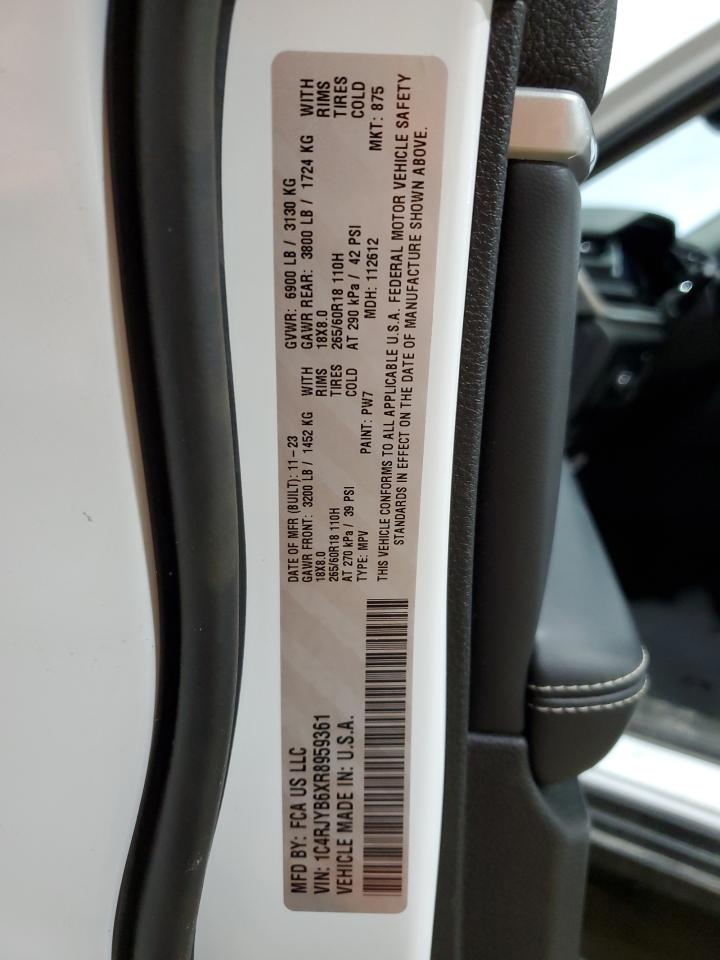 MFD BY: FCA US LLC
VIN: 1C4RJYB6XR8959361
VEHICLE MADE IN: U.S.A.
DATE OF MFR (BUILT): 11-23 GVWR: 6900 LB / 3130 KG
GAWR FRONT: 3200 LB / 1452 KG WITH GAWR REAR: 3800 LB / 1724 KG WITH
18X8.0 RIMS 18X8.0 RIMS
265/60R18 110H TIRES 265/60R18 110H TIRES
AT 270 kPa / 39 PSI COLD AT 290 kPa / 42 PSI COLD
TYPE: MPV PAINT: PW7 MDH: 112612 MKT: 875
THIS VEHICLE CONFORMS TO ALL APPLICABLE U.S.A. FEDERAL MOTOR VEHICLE SAFETY
STANDARDS IN EFFECT ON THE DATE OF MANUFACTURE SHOWN ABOVE.